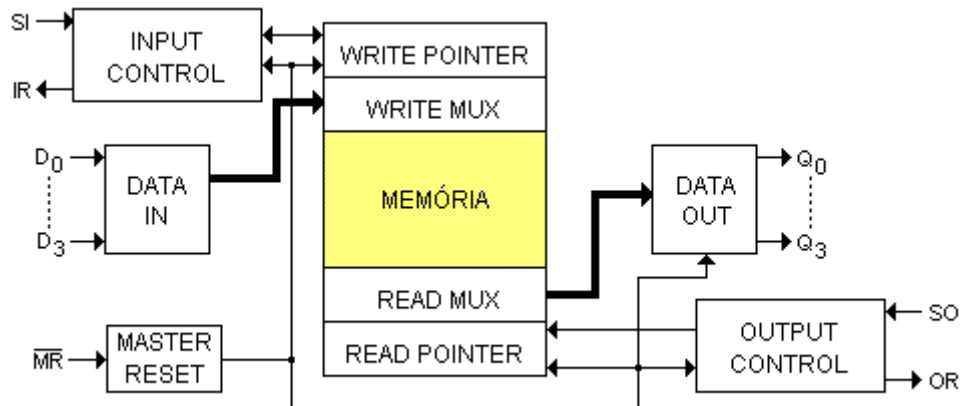 SI
INPUT
CONTROL
IR
WRITE POINTER
WRITE MUX
MEMÓRIA
READ MUX
READ POINTER
D0
D3
DATA
IN
DATA
OUT
Q0
Q3
MR
MASTER
RESET
OUTPUT
CONTROL
SO
OR